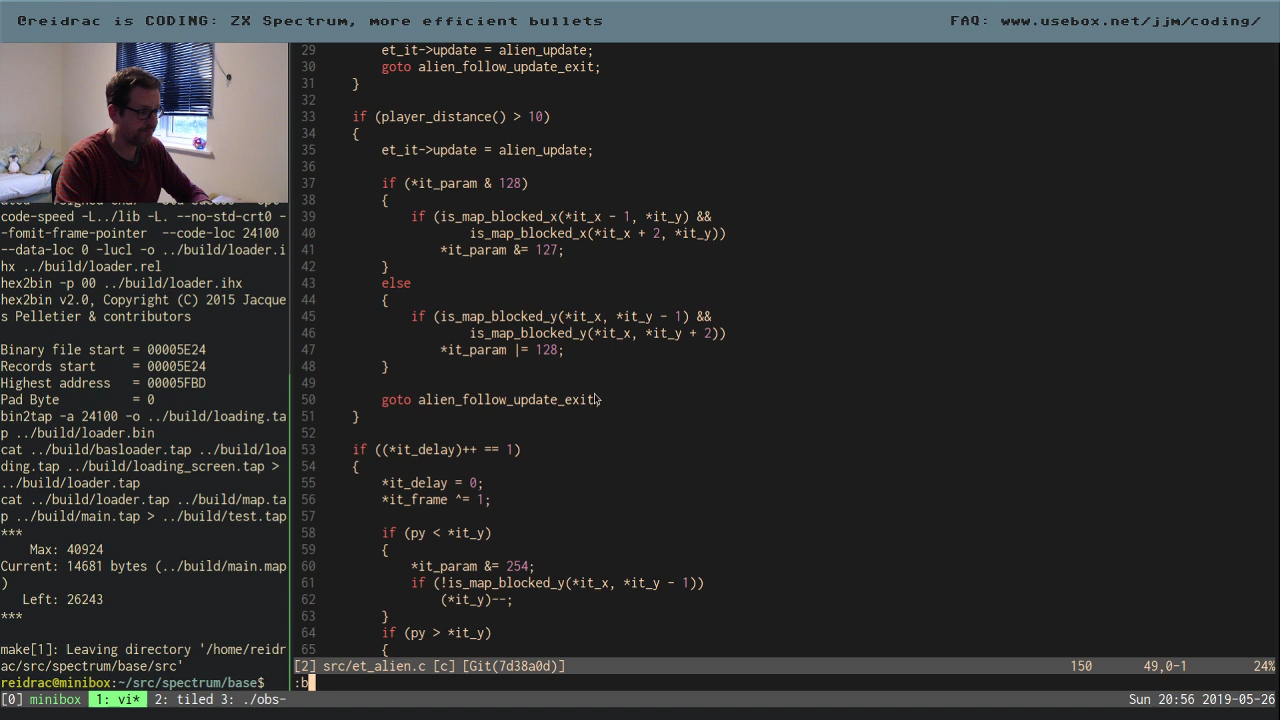 @reidrac is CODING: ZX Spectrum, more efficient bullets
FAQ: www.usebox.net/jjm/coding/
code-speed -L../lib -L. --no-std-crt0 -
-fomit-frame-pointer  --code-loc 24100
--data-loc 0 -lucl -o ../build/loader.i
hx ../build/loader.rel
hex2bin -p 00 ../build/loader.ihx
hex2bin v2.0, Copyright (C) 2015 Jacque
s Pelletier & contributors
Binary file start = 00005E24
Records start     = 00005E24
Highest address   = 00005FBD
Pad Byte          = 0
bin2tap -a 24100 -o ../build/loading.ta
p ../build/loader.bin
cat ../build/basloader.tap ../build/loa
ding.tap ../build/loading_screen.tap >
../build/loader.tap
cat ../build/loader.tap ../build/map.ta
p ../build/main.tap > ../build/test.tap
***
    Max: 40924
Current: 14681 bytes (../build/main.map
)
   Left: 26243
***
make[1]: Leaving directory '/home/reidr
ac/src/spectrum/base/src'
reidrac@minibox:~/src/spectrum/base$
29         et_it->update = alien_update;
30         goto alien_follow_update_exit;
31     }
32
33     if (player_distance() > 10)
34     {
35         et_it->update = alien_update;
36
37         if (*it_param & 128)
38         {
39             if (is_map_blocked_x(*it_x - 1, *it_y) &&
40                     is_map_blocked_x(*it_x + 2, *it_y))
41                 *it_param &= 127;
42         }
43         else
44         {
45             if (is_map_blocked_y(*it_x, *it_y - 1) &&
46                     is_map_blocked_y(*it_x, *it_y + 2))
47                 *it_param |= 128;
48         }
49
50         goto alien_follow_update_exit;
51     }
52
53     if ((*it_delay)++ == 1)
54     {
55         *it_delay = 0;
56         *it_frame ^= 1;
57
58         if (py < *it_y)
59         {
60             *it_param &= 254;
61             if (!is_map_blocked_y(*it_x, *it_y - 1))
62                 (*it_y)--;
63         }
64         if (py > *it_y)
65         {
[2] src/et_alien.c [c] [Git(7d38a0d)] 150 49,0-1 24%
:b
[0] minibox 1: vi* 2: tiled 3: ./obs- Sun 20:56 2019-05-26